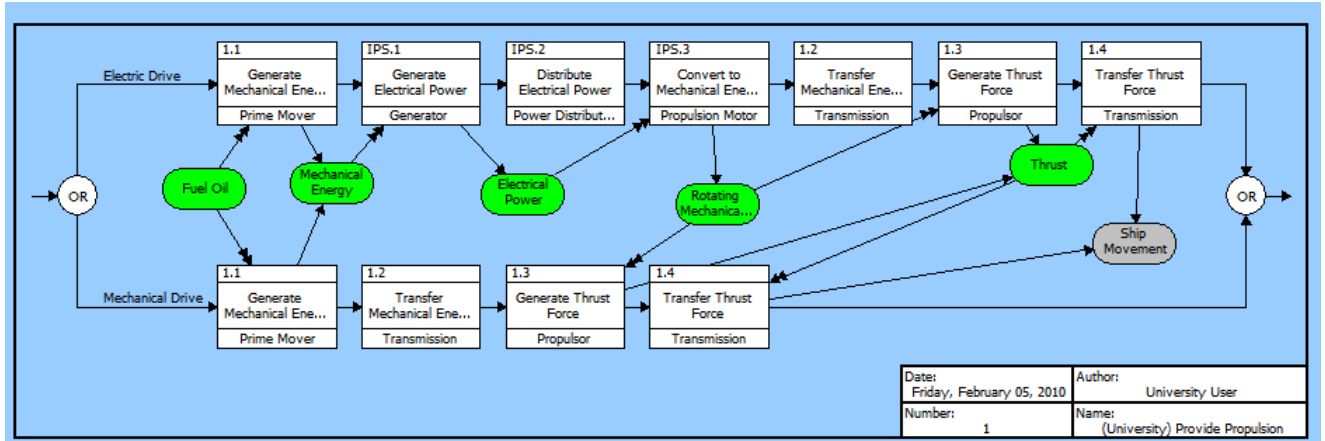 1.1
Generate
Mechanical Ene...
Prime Mover
IPS.1
Generate
Electrical Power
Generator
IPS.2
Distribute
Electrical Power
Power Distribut...
IPS.3
Convert to
Mechanical Ene...
Propulsion Motor
1.2
Transfer
Mechanical Ene...
Transmission
1.3
Generate Thrust
Force
Propulsor
1.4
Transfer Thrust
Force
Transmission
Electric Drive
Fuel Oil
Mechanical
Energy
Electrical
Power
Rotating
Mechanica...
Thrust
Ship
Movement
OR
OR
Mechanical Drive
1.1
Generate
Mechanical Ene...
Prime Mover
1.2
Transfer
Mechanical Ene...
Transmission
1.3
Generate Thrust
Force
Propulsor
1.4
Transfer Thrust
Force
Transmission
Date:
Friday, February 05, 2010
Author:
University User
Number:
1
Name:
(University) Provide Propulsion